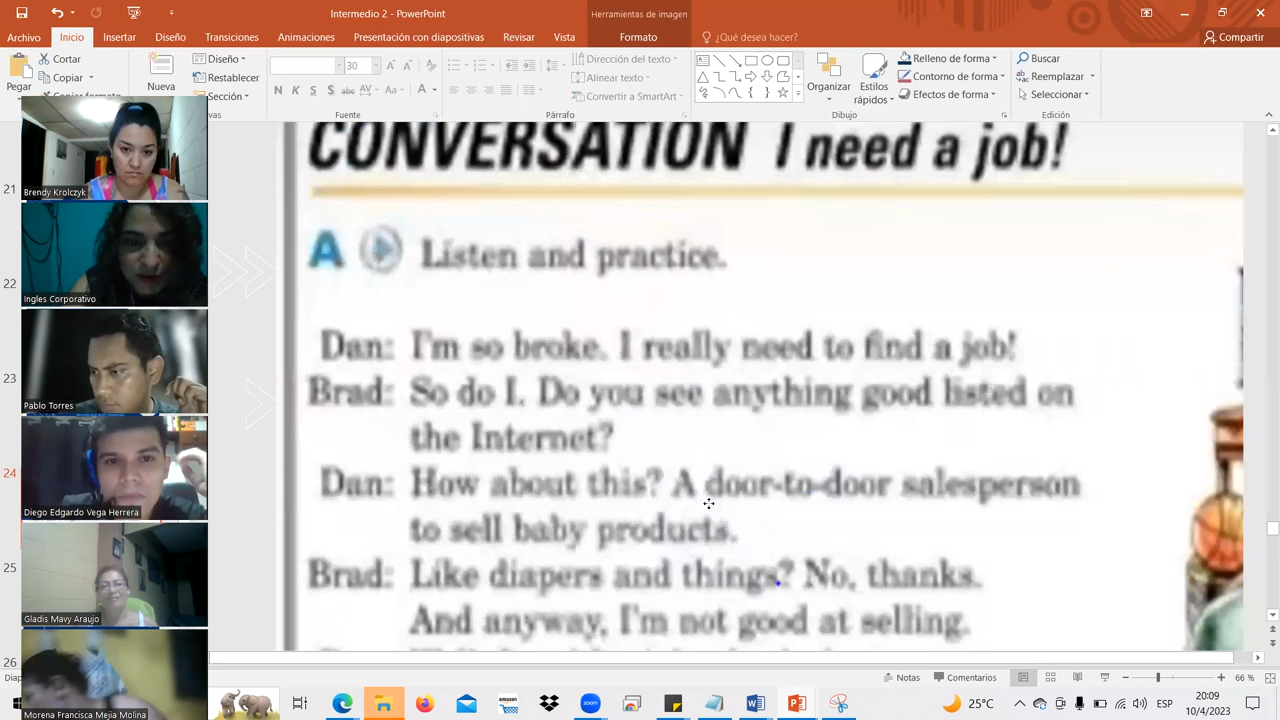 Intermedio 2 - PowerPoint
Herramientas de imagen
Archivo Inicio Insertar Diseño Transiciones Animaciones Presentación con diapositivas Revisar Vista Formato ¿Qué desea hacer? Compartir
Cortar Diseño 30 Dirección del texto Relleno de forma Buscar
Copiar Restablecer Alinear texto Contorno de forma Reemplazar
Pegar Copiar formato Nueva Sección N K S S abc AV Aa A Convertir a SmartArt Organizar Estilos rápidos Efectos de forma Seleccionar
Fuente Párrafo Dibujo Edición
CONVERSATION I need a job!
A Listen and practice.
Dan: I'm so broke. I really need to find a job!
Brad: So do I. Do you see anything good listed on
the Internet?
Dan: How about this? A door-to-door salesperson
to sell baby products.
Brad: Like diapers and things? No, thanks.
And anyway, I'm not good at selling.
21
22
23
24
25
26
Brendy Krolczyk
Ingles Corporativo
Pablo Torres
Diego Edgardo Vega Herrera
Gladis Mavy Araujo
Morena Francisca Mejia Molina
Notas Comentarios 66 %
amazon zoom 25°C ESP 20:09
10/4/2023